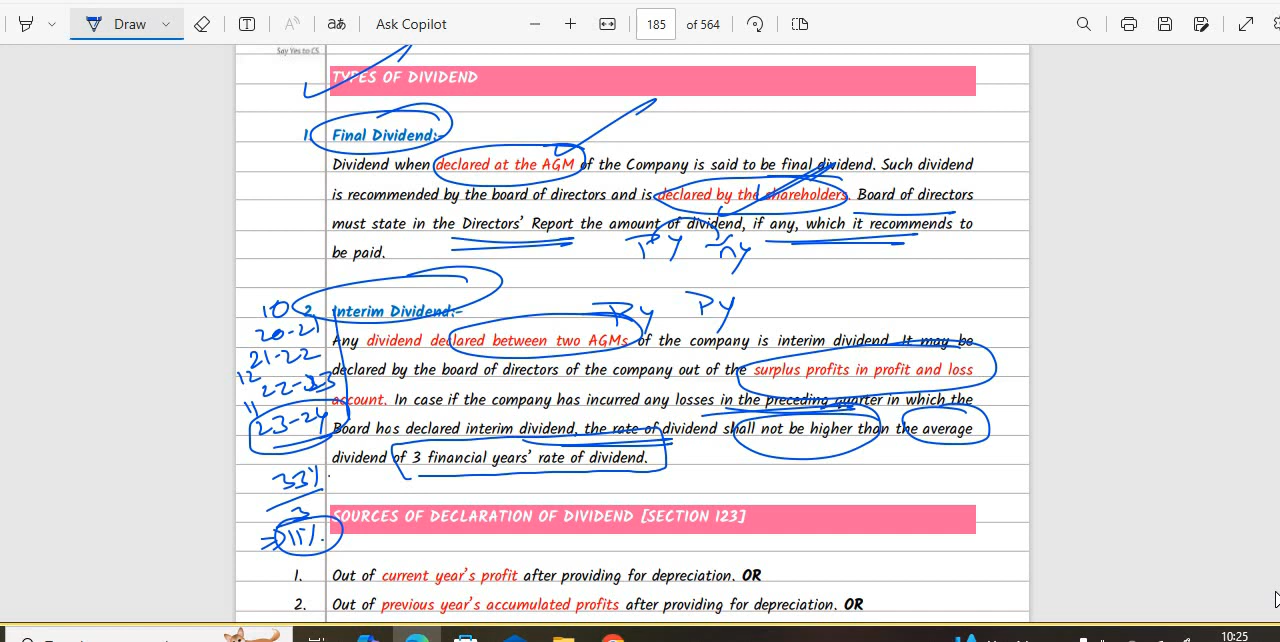 Draw
Ask Copilot
185 of 564
Say Yes to CS
TYPES OF DIVIDEND
1. Final Dividend:-
Dividend when declared at the AGM of the Company is said to be final dividend. Such dividend
is recommended by the board of directors and is declared by the shareholders. Board of directors
must state in the Directors' Report the amount of dividend, if any, which it recommends to
be paid.
Py ny
Py Py
10 2 Interim Dividend:-
20-21
Any dividend declared between two AGMs of the company is interim dividend. It may be
21-22
declared by the board of directors of the company out of the surplus profits in profit and loss
12
22-23
account. In case if the company has incurred any losses in the preceding quarter in which the
11
23-24
Board has declared interim dividend, the rate of dividend shall not be higher than the average
dividend of 3 financial years' rate of dividend.
33%
3
11%.
SOURCES OF DECLARATION OF DIVIDEND [SECTION 123]
1. Out of current year's profit after providing for depreciation. OR
2. Out of previous year's accumulated profits after providing for depreciation. OR
10:25